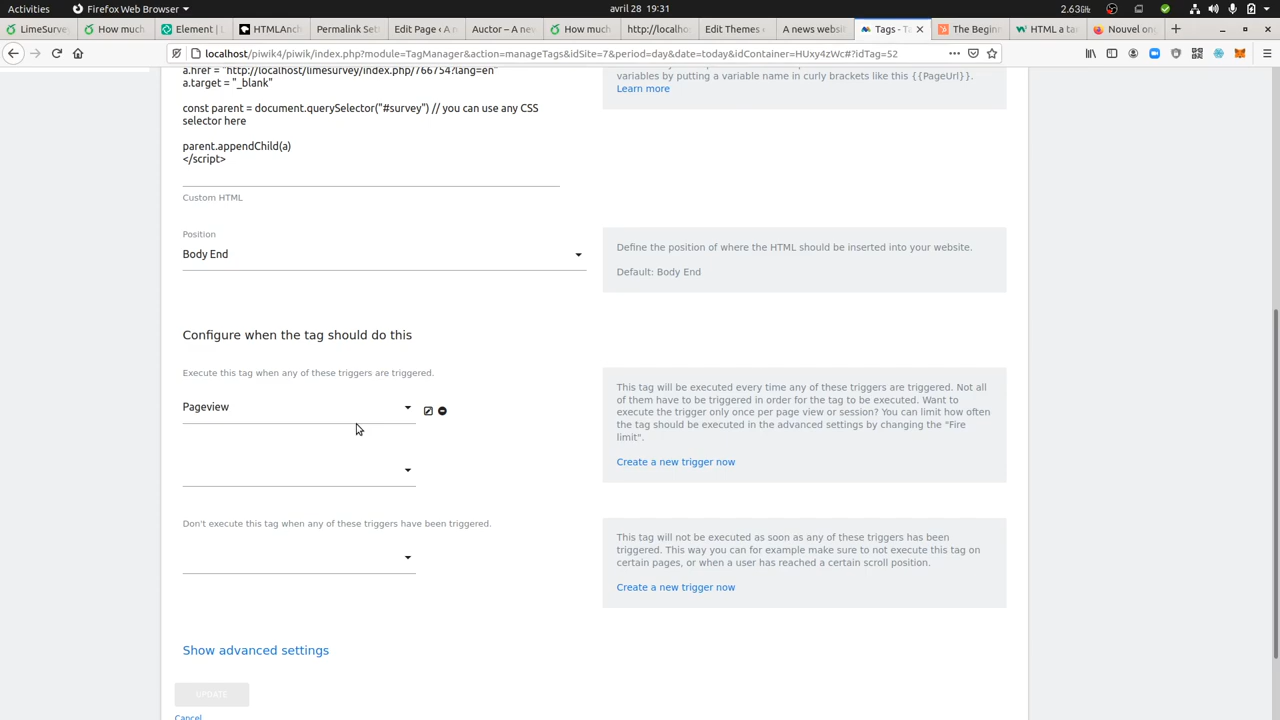 Activities
Firefox Web Browser
avril 28 19:31
2.63
LimeSurve
How much
Element |
HTMLAnch
Permalink Set
Edit Page ‹ A
Auctor – A ne
How much
http://localho
Edit Themes
A news websi
Tags - Ta
The Begin
HTML a ta
Nouvel on
localhost/piwik4/piwik/index.php?module=TagManager&action=manageTags&idSite=7&period=day&date=today&idContainer=HUxy4zWc#?idTag=52
a.href = "http://localhost/limesurvey/index.php/766754?lang=en"
a.target = "_blank"
const parent = document.querySelector("#survey") // you can use any CSS
selector here
parent.appendChild(a)
</script>
Custom HTML
variables by putting a variable name in curly brackets like this {{PageUrl}}.
Learn more
Position
Body End
Define the position of where the HTML should be inserted into your website.
Default: Body End
Configure when the tag should do this
Execute this tag when any of these triggers are triggered.
Pageview
This tag will be executed every time any of these triggers are triggered. Not all
of them have to be triggered in order for the tag to be executed. Want to
execute the trigger only once per page view or session? You can limit how often
the tag should be executed in the advanced settings by changing the "Fire
limit".
Create a new trigger now
Don't execute this tag when any of these triggers have been triggered.
This tag will not be executed as soon as any of these triggers has been
triggered. This way you can for example make sure to not execute this tag on
certain pages, or when a user has reached a certain scroll position.
Create a new trigger now
Show advanced settings
UPDATE
Cancel